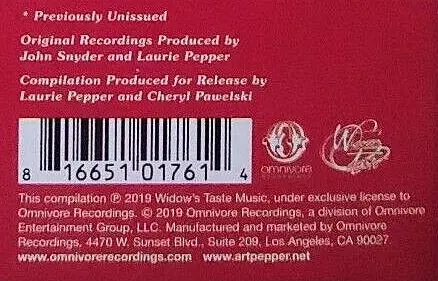 * Previously Unissued
Original Recordings Produced by
John Snyder and Laurie Pepper
Compilation Produced for Release by
Laurie Pepper and Cheryl Pawelski
8 16651 01761 4
OMNIVORE
RECORDINGS
Widow's Taste
This compilation ℗ 2019 Widow's Taste Music, under exclusive license to
Omnivore Recordings. © 2019 Omnivore Recordings, a division of Omnivore
Entertainment Group, LLC. Manufactured and marketed by Omnivore
Recordings, 4470 W. Sunset Blvd., Suite 209, Los Angeles, CA 90027.
www.omnivorerecordings.com www.artpepper.net